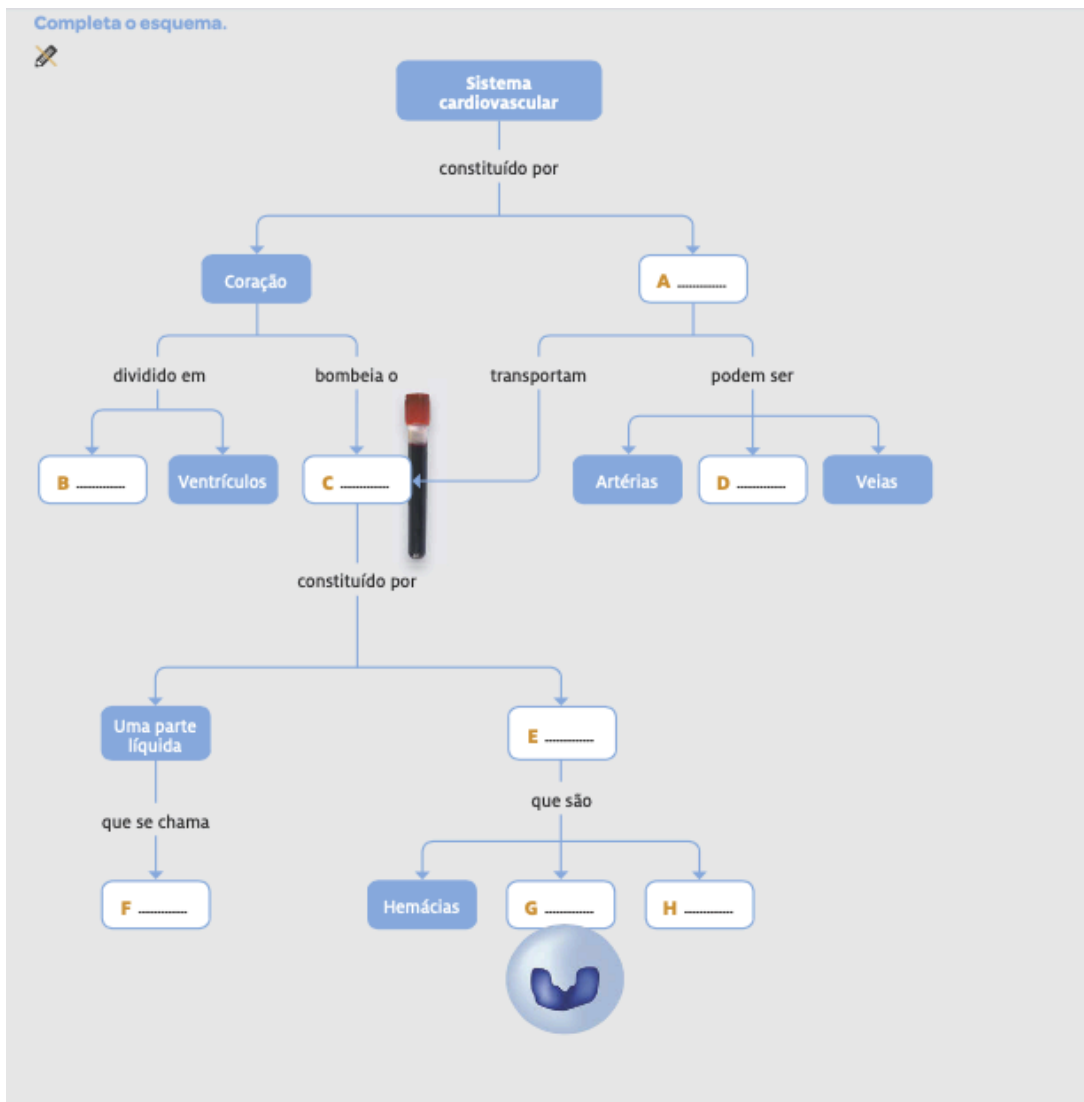 Completa o esquema.
Sistema
cardiovascular
constituído por
Coração
A ............
dividido em
bombeia o
transportam
podem ser
B ............
Ventrículos
C ............
Artérias
D ............
Veias
constituído por
Uma parte
líquida
E ............
que são
que se chama
F ............
Hemácias
G ............
H ............